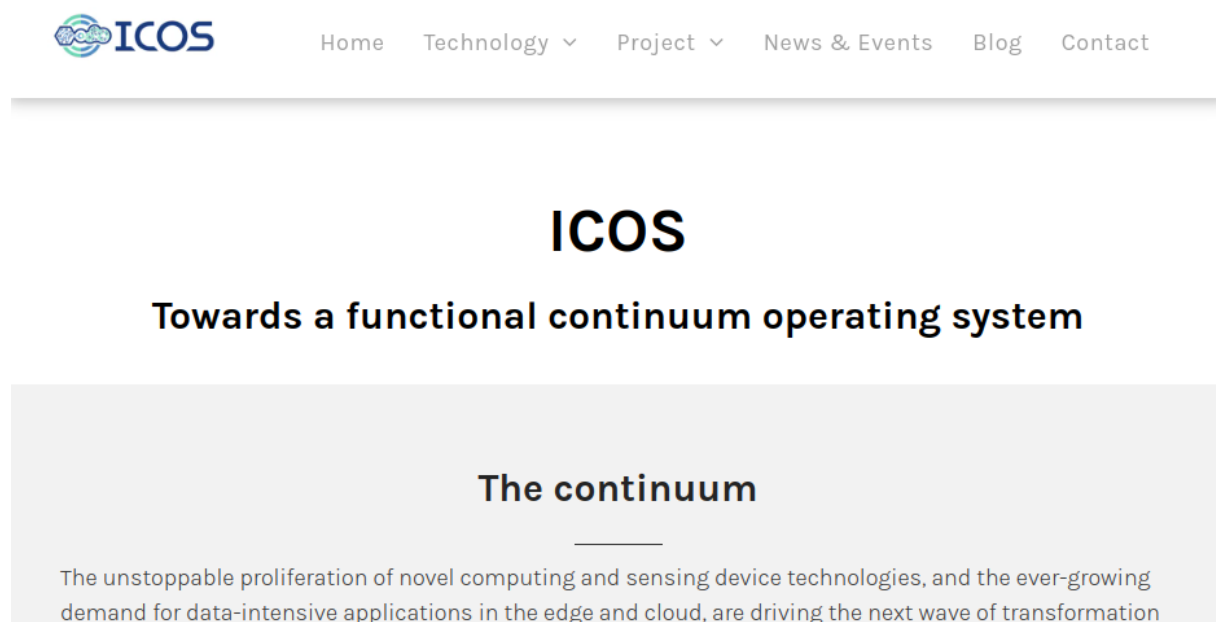 ICOS
Home Technology Project News & Events Blog Contact
ICOS
Towards a functional continuum operating system
The continuum
The unstoppable proliferation of novel computing and sensing device technologies, and the ever-growing
demand for data-intensive applications in the edge and cloud, are driving the next wave of transformation